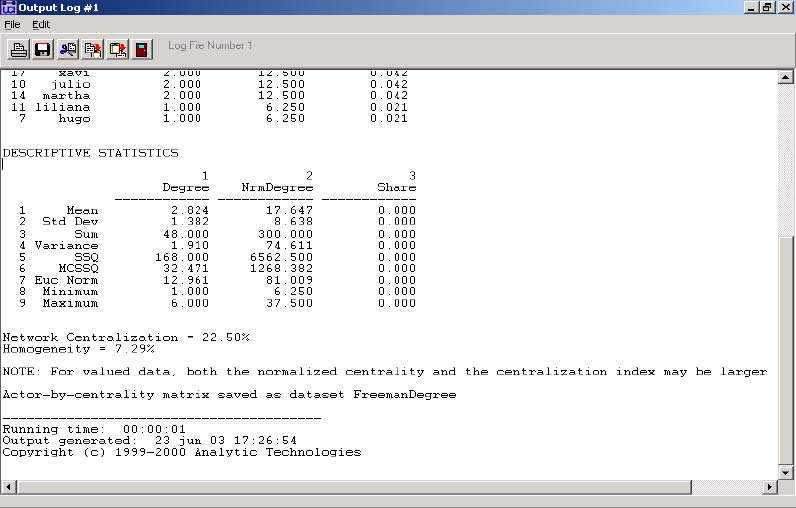 Output Log #1
File Edit
Log File Number 1
17 xavi 2.000 12.500 0.042
10 julio 2.000 12.500 0.042
14 martha 2.000 12.500 0.042
11 liliana 1.000 6.250 0.021
7 hugo 1.000 6.250 0.021
DESCRIPTIVE STATISTICS
1 2 3
Degree NrmDegree Share
------------ ------------ ------------
1 Mean 2.824 17.647 0.000
2 Std Dev 1.382 8.638 0.000
3 Sum 48.000 300.000 0.000
4 Variance 1.910 74.611 0.000
5 SSQ 168.000 6562.500 0.000
6 MCSSQ 32.471 1268.382 0.000
7 Euc Norm 12.961 81.009 0.000
8 Minimum 1.000 6.250 0.000
9 Maximum 6.000 37.500 0.000
Network Centralization = 22.50%
Homogeneity = 7.29%
NOTE: For valued data, both the normalized centrality and the centralization index may be larger
Actor-by-centrality matrix saved as dataset FreemanDegree
----------------------------------------
Running time: 00:00:01
Output generated: 23 jun 03 17:26:54
Copyright (c) 1999-2000 Analytic Technologies